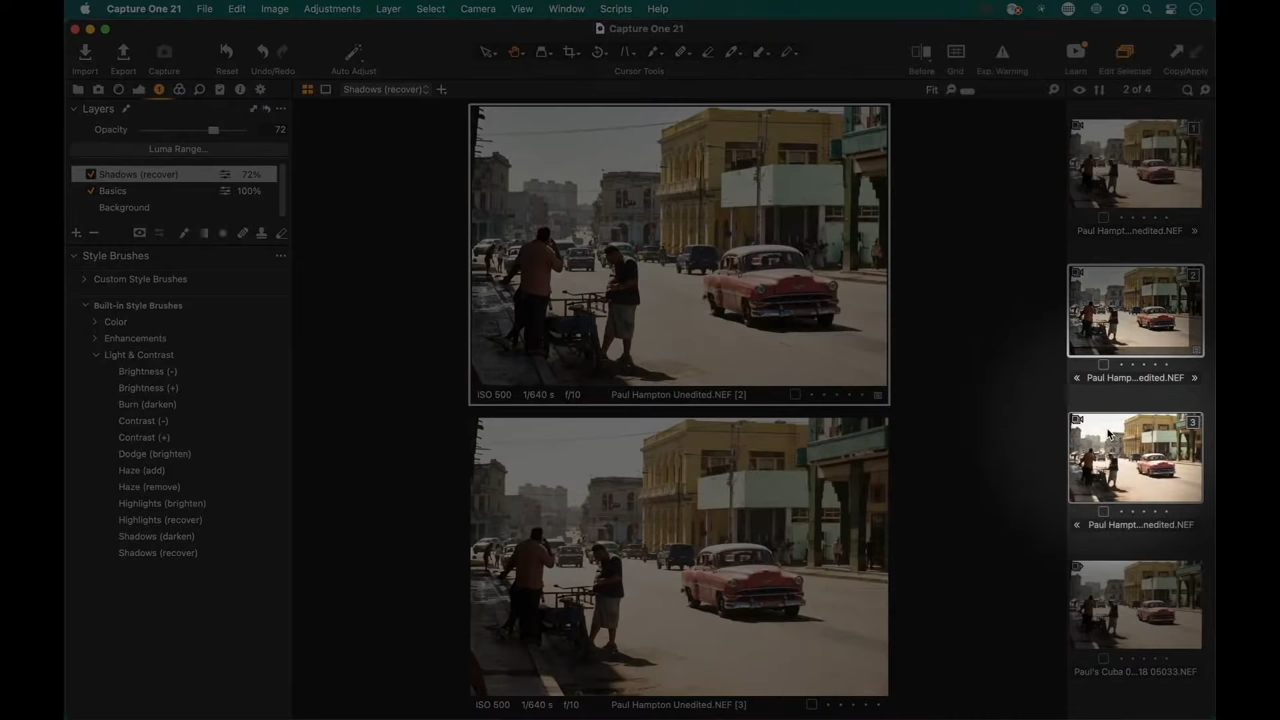 Capture One 21 File Edit Image Adjustments Layer Select Camera View Window Scripts Help
Capture One 21
Import Export Capture Reset Undo/Redo Auto Adjust Cursor Tools Before Grid Exp. Warning Learn Edit Selected Copy/Apply
Shadows (recover) Fit 2 of 4
Layers
Opacity 72
Luma Range...
Shadows (recover) 72%
Basics 100%
Background
Style Brushes
Custom Style Brushes
Built-in Style Brushes
Color
Enhancements
Light & Contrast
Brightness (-)
Brightness (+)
Burn (darken)
Contrast (-)
Contrast (+)
Dodge (brighten)
Haze (add)
Haze (remove)
Highlights (brighten)
Highlights (recover)
Shadows (darken)
Shadows (recover)
ISO 500 1/640 s f/10 Paul Hampton Unedited.NEF [2]
ISO 500 1/640 s f/10 Paul Hampton Unedited.NEF [3]
1
Paul Hampt...nedited.NEF »
2
« Paul Hamp...edited.NEF »
3
« Paul Hampt...nedited.NEF
Paul's Cuba 0...18 05033.NEF